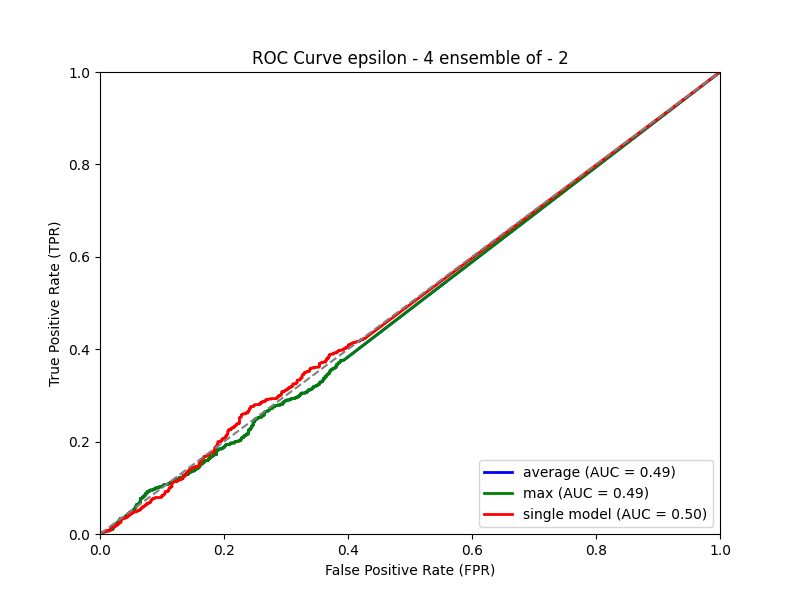 ROC Curve epsilon - 4 ensemble of - 2
True Positive Rate (TPR)
1.0
0.8
0.6
0.4
0.2
0.0
0.0 0.2 0.4 0.6 0.8 1.0
False Positive Rate (FPR)
average (AUC = 0.49)
max (AUC = 0.49)
single model (AUC = 0.50)